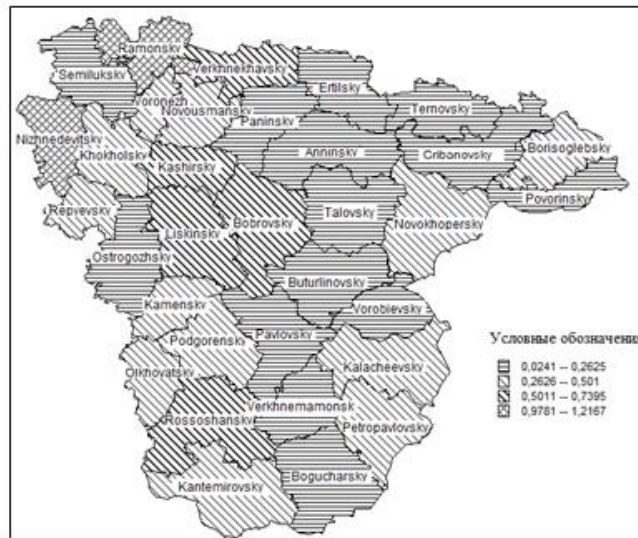 Ramonsky
Semiluksky
Verkhnekhavsky
Ertilsky
Voronezh
Novousmansky
Paninsky
Ternovsky
Nizhnedevitsky
Khokholsky
Kashirsky
Anninsky
Gribanovsky
Borisoglebsky
Repyevsky
Liskinsky
Bobrovsky
Talovsky
Novokhopersky
Povorinsky
Ostrogozhsky
Buturlinovsky
Kamensky
Vorobievsky
Podgorensky
Pavlovsky
Kalacheevsky
Olkhovatsky
Rossoshansky
Verkhnemamonsk
Petropavlovsky
Kantemirovsky
Bogucharsky
Условные обозначения
0,0241 -- 0,2625
0,2626 -- 0,501
0,5011 -- 0,7395
0,9781 -- 1,2167